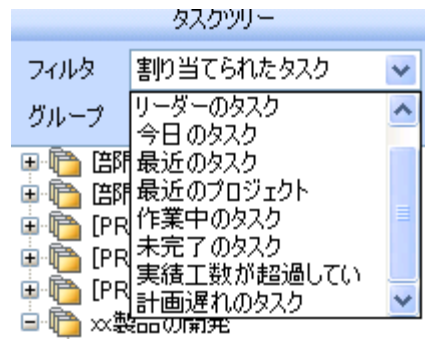 タスクツリー
フィルタ 割り当てられたタスク
グループ
リーダーのタスク
今日のタスク
最近のタスク
最近のプロジェクト
作業中のタスク
未完了のタスク
実績工数が超過してい
計画遅れのタスク
[部
[部
[PR
[PR
[PR
xx製品の開発